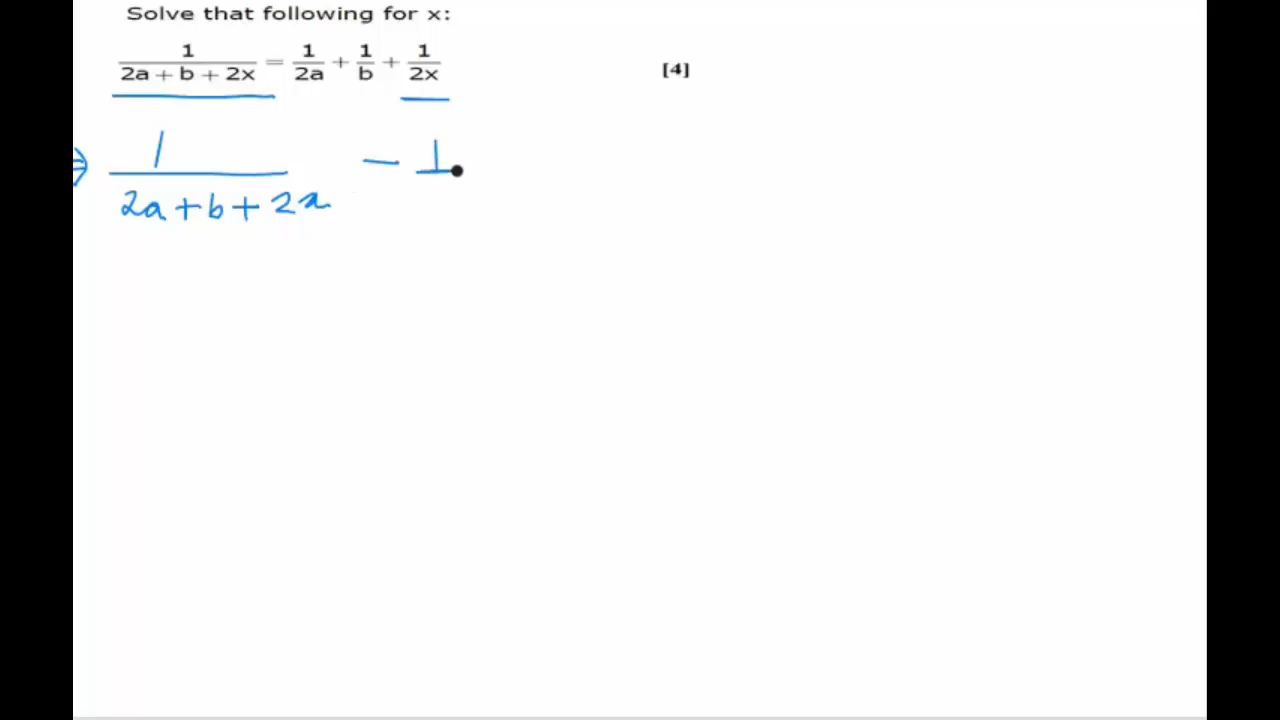 Solve that following for x:
1/(2a + b + 2x) = 1/2a + 1/b + 1/2x [4]
⇒ 1/(2a + b + 2x) - 1